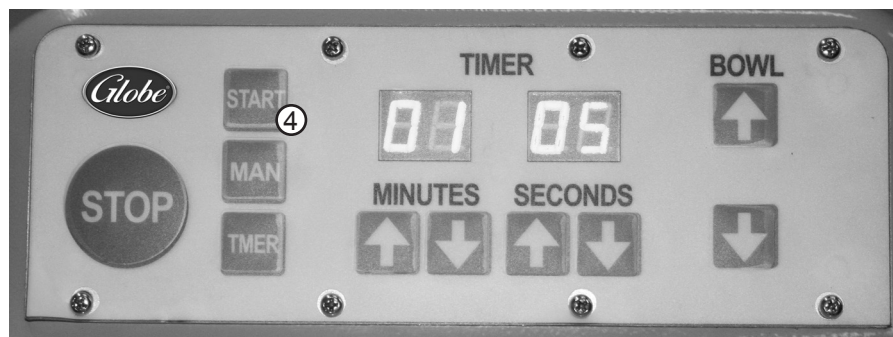 Globe
START
4
MAN
TMER
STOP
TIMER
01 05
MINUTES SECONDS
BOWL